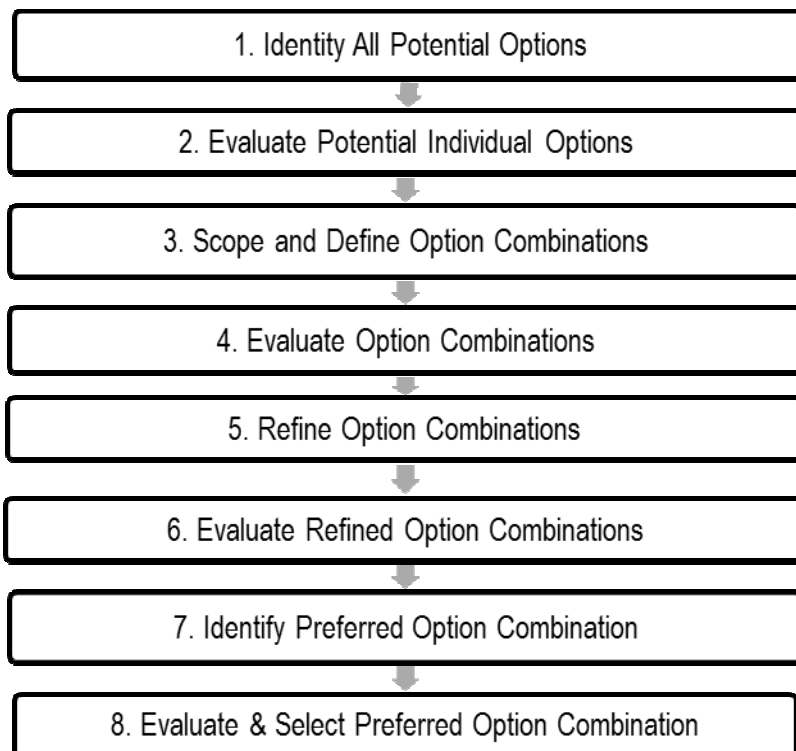 1. Identity All Potential Options
2. Evaluate Potential Individual Options
3. Scope and Define Option Combinations
4. Evaluate Option Combinations
5. Refine Option Combinations
6. Evaluate Refined Option Combinations
7. Identify Preferred Option Combination
8. Evaluate & Select Preferred Option Combination